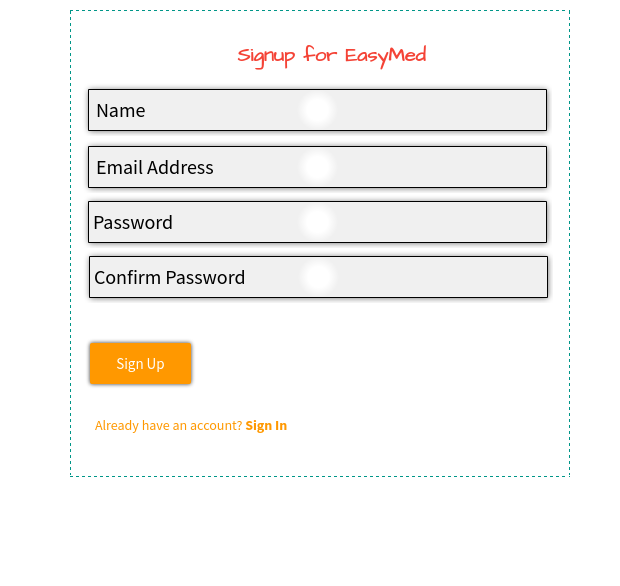 Signup for EasyMed
Name
Email Address
Password
Confirm Password
Sign Up
Already have an account? Sign In